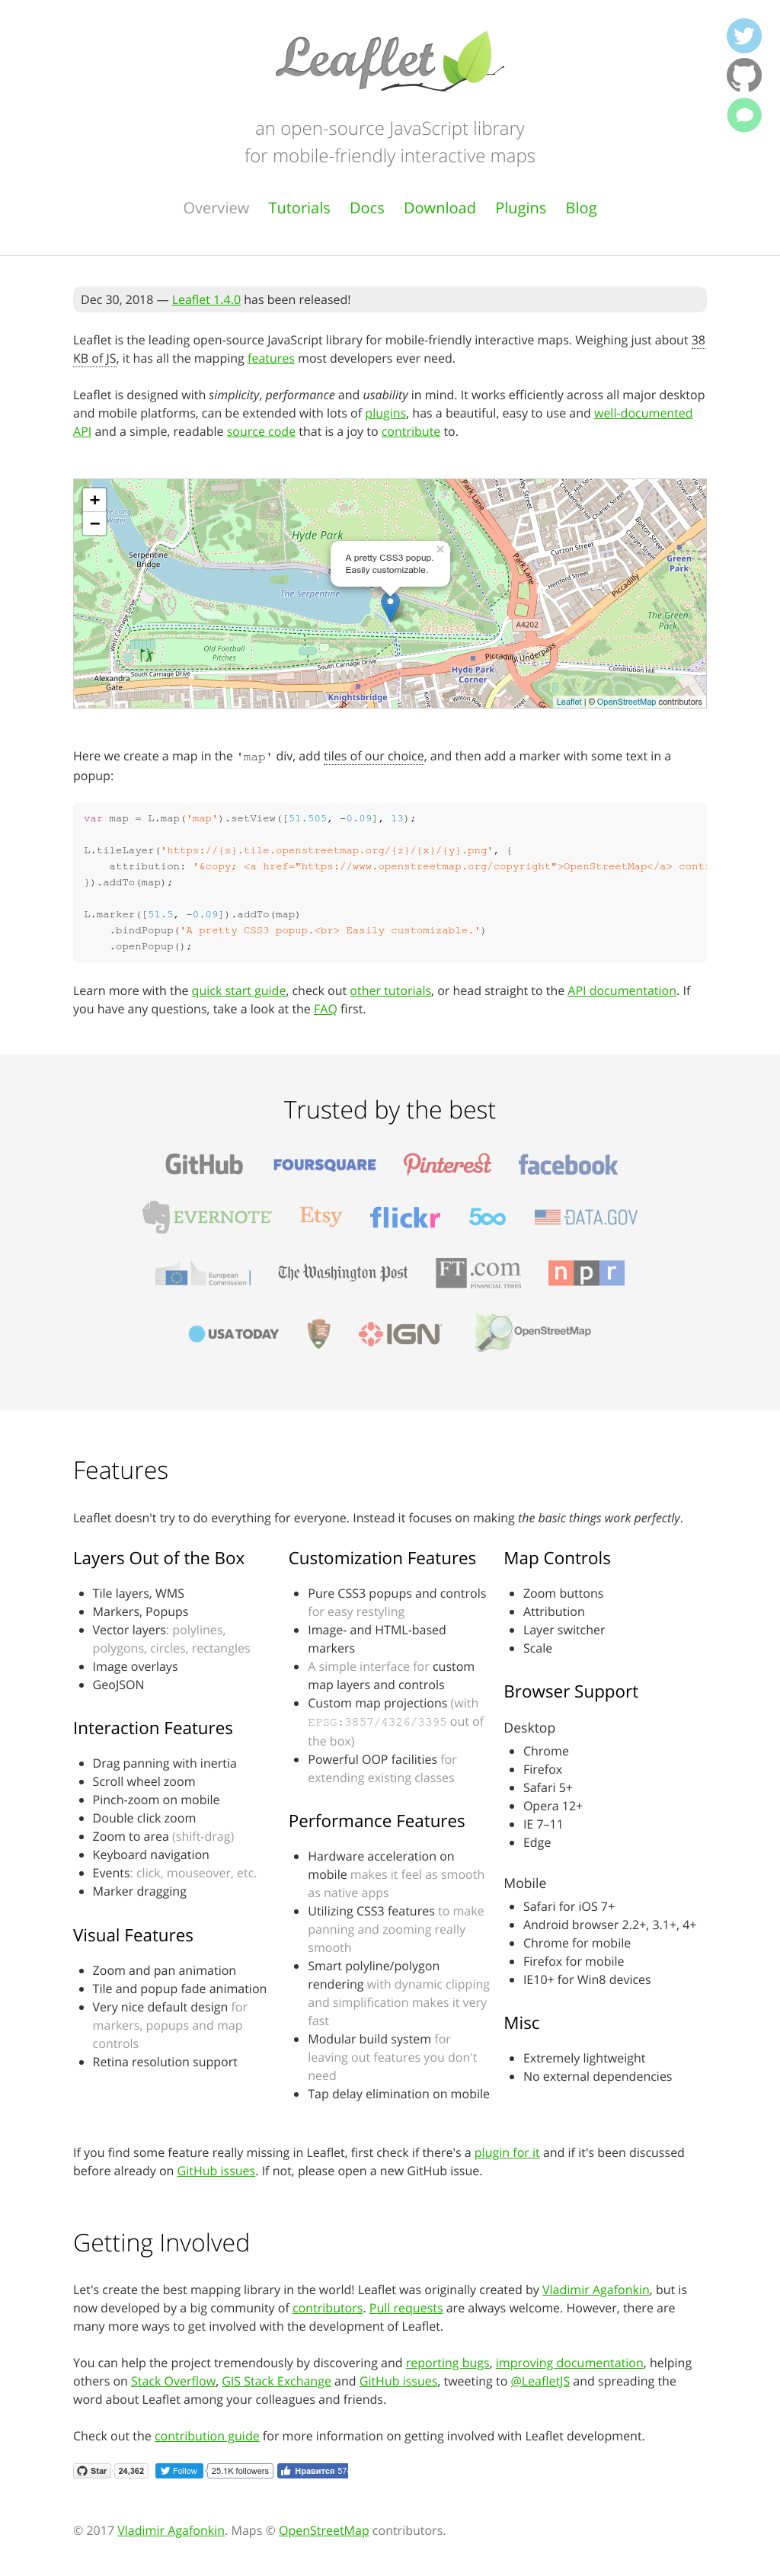 Leaflet
an open-source JavaScript library
for mobile-friendly interactive maps
Overview Tutorials Docs Download Plugins Blog
Dec 30, 2018 — Leaflet 1.4.0 has been released!
Leaflet is the leading open-source JavaScript library for mobile-friendly interactive maps. Weighing just about 38
KB of JS, it has all the mapping features most developers ever need.
Leaflet is designed with simplicity, performance and usability in mind. It works efficiently across all major desktop
and mobile platforms, can be extended with lots of plugins, has a beautiful, easy to use and well-documented
API and a simple, readable source code that is a joy to contribute to.
+
−
Long
Water
Serpentine
Bridge
Hyde Park
A pretty CSS3 popup.
Easily customizable.
×
The Serpentine
Park Lane
Park Lane
Curzon Street
Hertford Street
Charles Street
Bolton Street
Dover Street
Green-
Park
Piccadilly
A4202
The Green
Park
West Carriage Drive
Old Football
Pitches
South Carriage Drive
South Carriage Drive
Alexandra
Gate
Knightsbridge
Hyde Park
Corner
Piccadilly Underpass
Constitution Hill
Leaflet | © OpenStreetMap contributors
Here we create a map in the 'map' div, add tiles of our choice, and then add a marker with some text in a
popup:
var map = L.map('map').setView([51.505, -0.09], 13);
L.tileLayer('https://{s}.tile.openstreetmap.org/{z}/{x}/{y}.png', {
attribution: '&copy; <a href="https://www.openstreetmap.org/copyright">OpenStreetMap</a> cont
}).addTo(map);
L.marker([51.5, -0.09]).addTo(map)
.bindPopup('A pretty CSS3 popup.<br> Easily customizable.')
.openPopup();
Learn more with the quick start guide, check out other tutorials, or head straight to the API documentation. If
you have any questions, take a look at the FAQ first.
Trusted by the best
GitHub FOURSQUARE Pinterest facebook
EVERNOTE Etsy flickr 500 DATA.GOV
European
Commission
The Washington Post
FT.com
FINANCIAL TIMES
npr
USA TODAY IGN OpenStreetMap
Features
Leaflet doesn't try to do everything for everyone. Instead it focuses on making the basic things work perfectly.
Layers Out of the Box
Tile layers, WMS
Markers, Popups
Vector layers: polylines,
polygons, circles, rectangles
Image overlays
GeoJSON
Interaction Features
Drag panning with inertia
Scroll wheel zoom
Pinch-zoom on mobile
Double click zoom
Zoom to area (shift-drag)
Keyboard navigation
Events: click, mouseover, etc.
Marker dragging
Visual Features
Zoom and pan animation
Tile and popup fade animation
Very nice default design for
markers, popups and map
controls
Retina resolution support
Customization Features
Pure CSS3 popups and controls
for easy restyling
Image- and HTML-based
markers
A simple interface for custom
map layers and controls
Custom map projections (with
EPSG:3857/4326/3395 out of
the box)
Powerful OOP facilities for
extending existing classes
Performance Features
Hardware acceleration on
mobile makes it feel as smooth
as native apps
Utilizing CSS3 features to make
panning and zooming really
smooth
Smart polyline/polygon
rendering with dynamic clipping
and simplification makes it very
fast
Modular build system for
leaving out features you don't
need
Tap delay elimination on mobile
Map Controls
Zoom buttons
Attribution
Layer switcher
Scale
Browser Support
Desktop
Chrome
Firefox
Safari 5+
Opera 12+
IE 7–11
Edge
Mobile
Safari for iOS 7+
Android browser 2.2+, 3.1+, 4+
Chrome for mobile
Firefox for mobile
IE10+ for Win8 devices
Misc
Extremely lightweight
No external dependencies
If you find some feature really missing in Leaflet, first check if there's a plugin for it and if it's been discussed
before already on GitHub issues. If not, please open a new GitHub issue.
Getting Involved
Let's create the best mapping library in the world! Leaflet was originally created by Vladimir Agafonkin, but is
now developed by a big community of contributors. Pull requests are always welcome. However, there are
many more ways to get involved with the development of Leaflet.
You can help the project tremendously by discovering and reporting bugs, improving documentation, helping
others on Stack Overflow, GIS Stack Exchange and GitHub issues, tweeting to @LeafletJS and spreading the
word about Leaflet among your colleagues and friends.
Check out the contribution guide for more information on getting involved with Leaflet development.
Star 24,362 Follow 25.1K followers Нравится 57
© 2017 Vladimir Agafonkin. Maps © OpenStreetMap contributors.